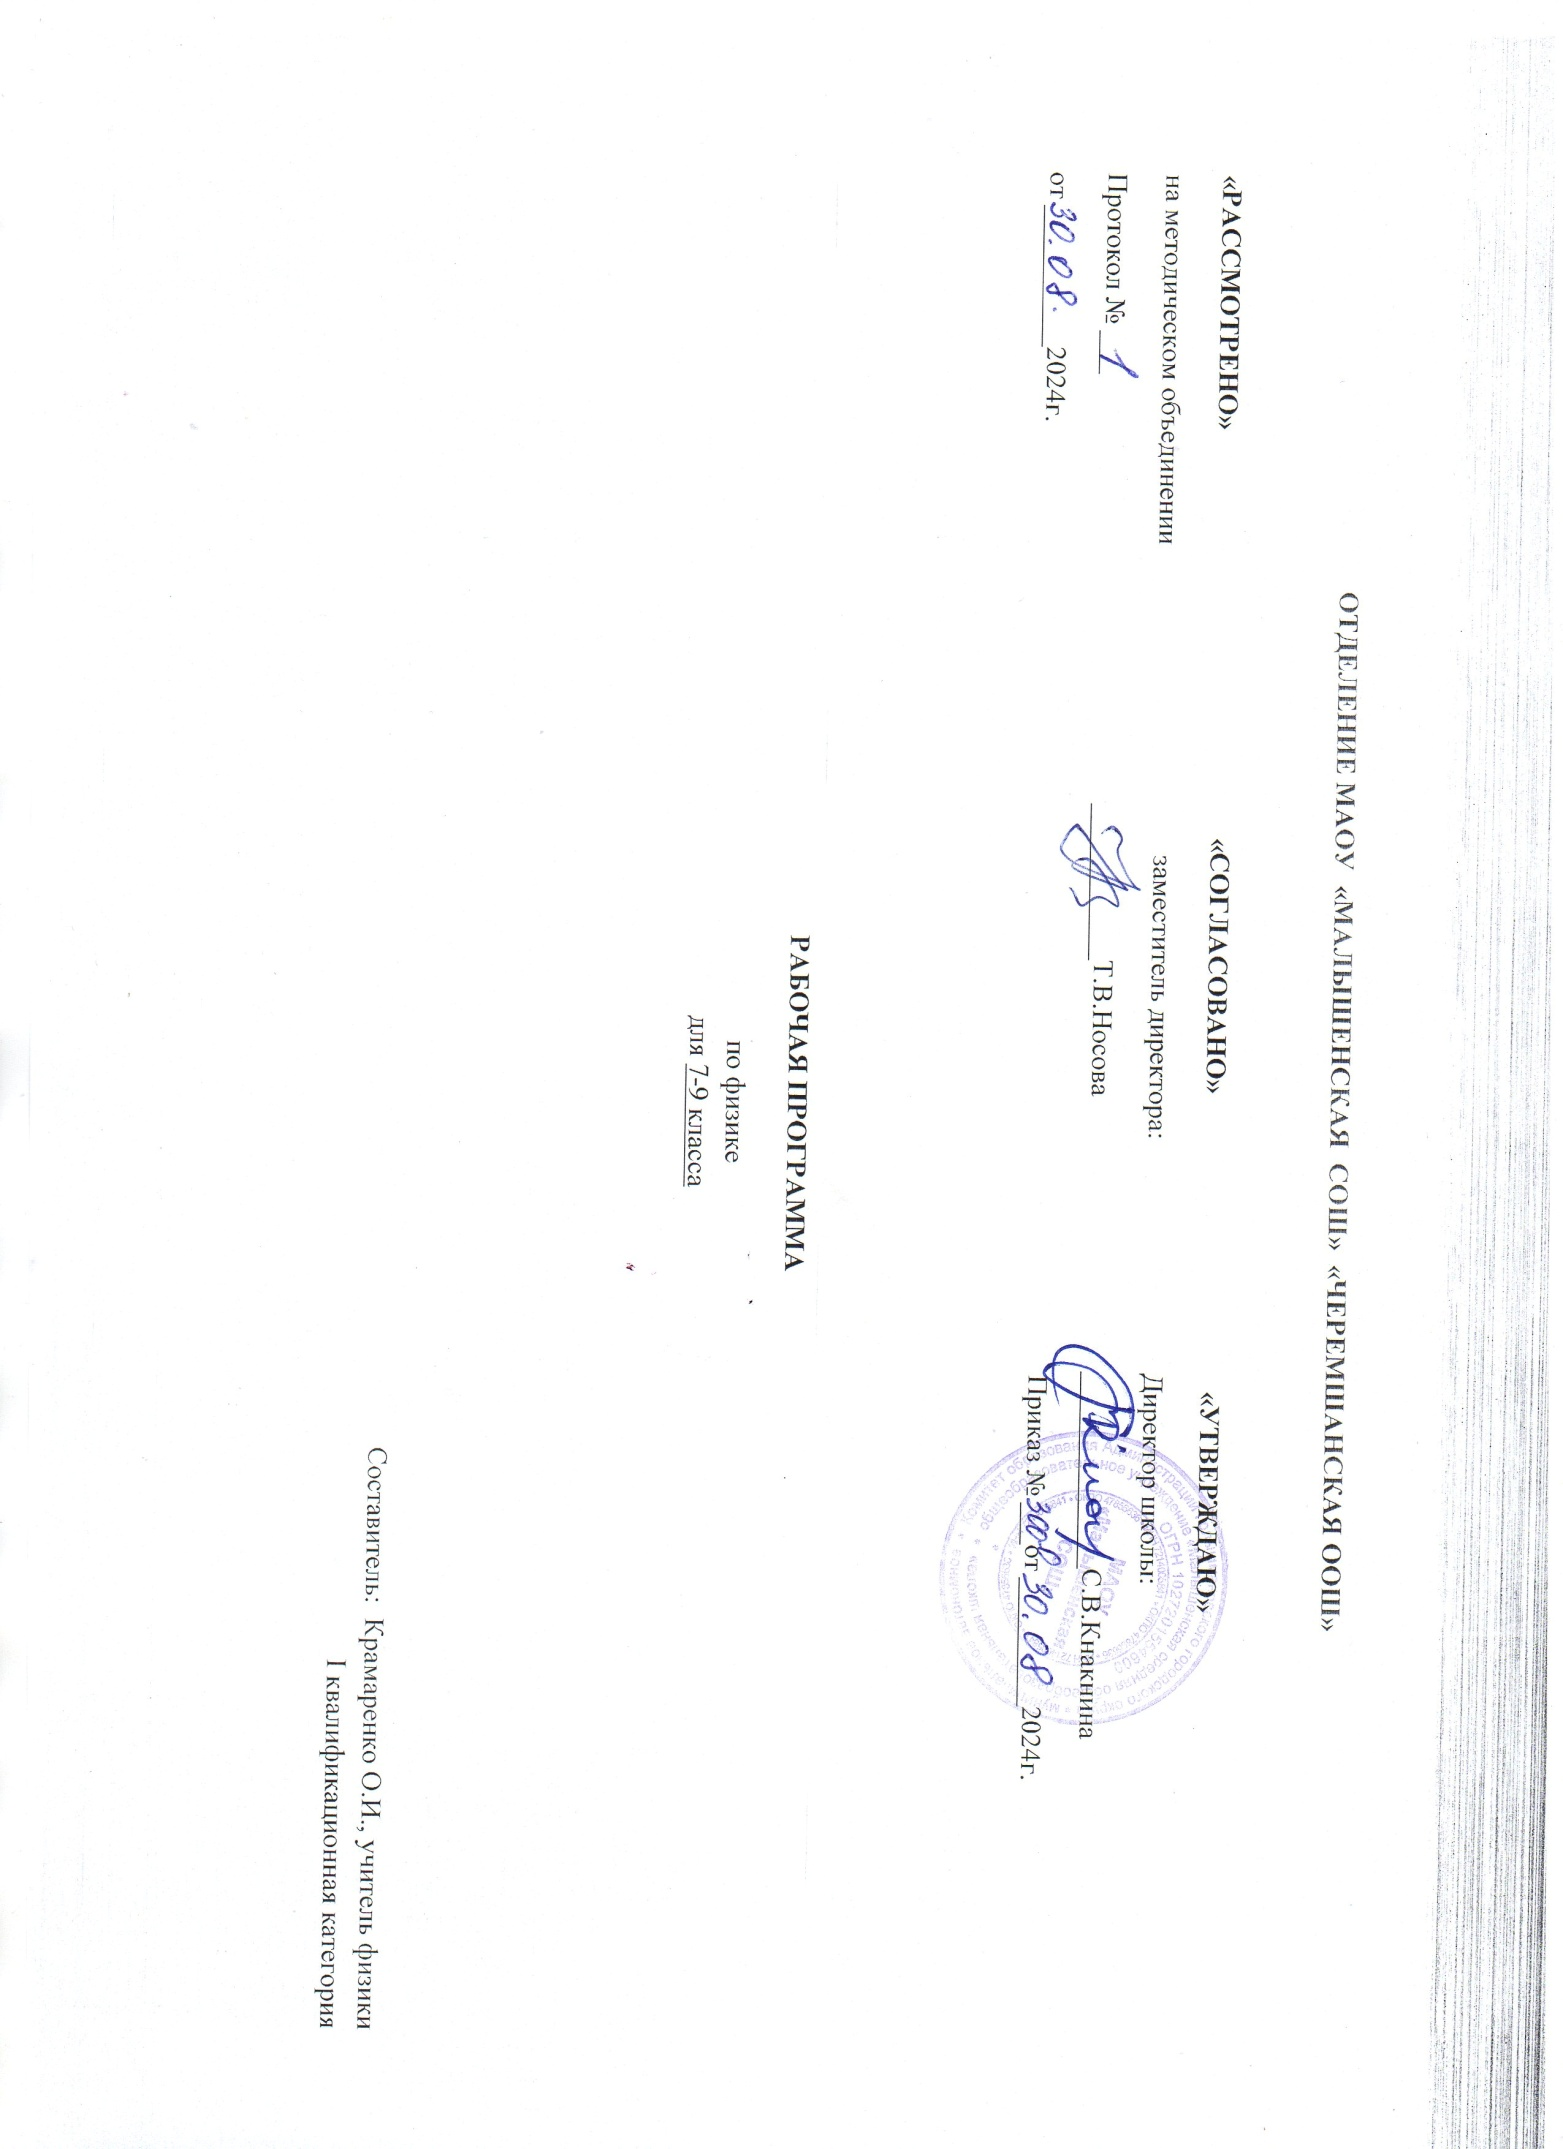 ОТДЕЛЕНИЕ МАОУ «МАЛЫШЕНСКАЯ СОШ» «ЧЕРЕМШАНСКАЯ ООШ»
«РАССМОТРЕНО»
на методическом объединении
Протокол № 1
от 30.08. 2024г.
«СОГЛАСОВАНО»
заместитель директора:
Т.В.Носова
«УТВЕРЖДАЮ»
Директор школы:
С.В.Кнакнина
Приказ №300в от 30.08 2024г.
МАОУ
РАБОЧАЯ ПРОГРАММА
по физике
для 7-9 класса
Составитель: Крамаренко О.И., учитель физики
I квалификационная категория